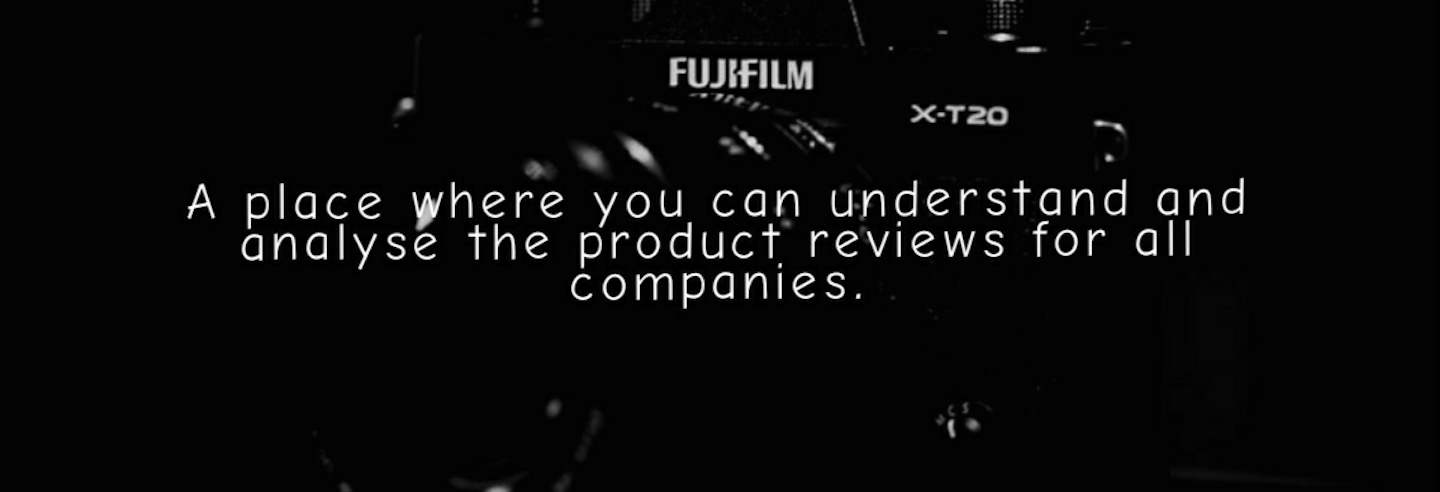 FUJIFILM
X-T20
A place where you can understand and
analyse the product reviews for all
companies.